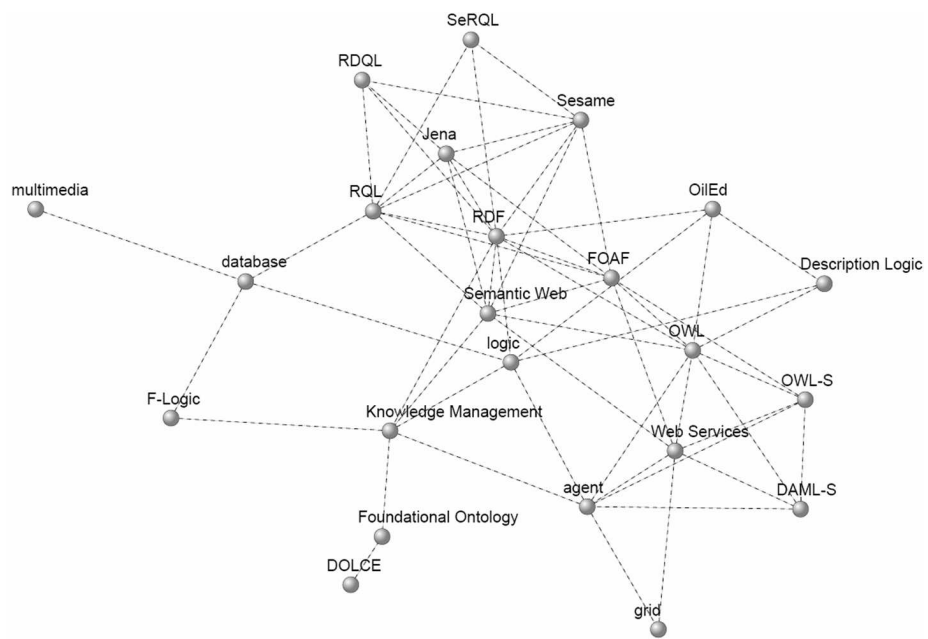 SeRQL
RDQL
Sesame
Jena
multimedia
RQL
OilEd
RDF
database
FOAF
Description Logic
Semantic Web
OWL
logic
OWL-S
F-Logic
Knowledge Management
Web Services
agent
DAML-S
Foundational Ontology
DOLCE
grid